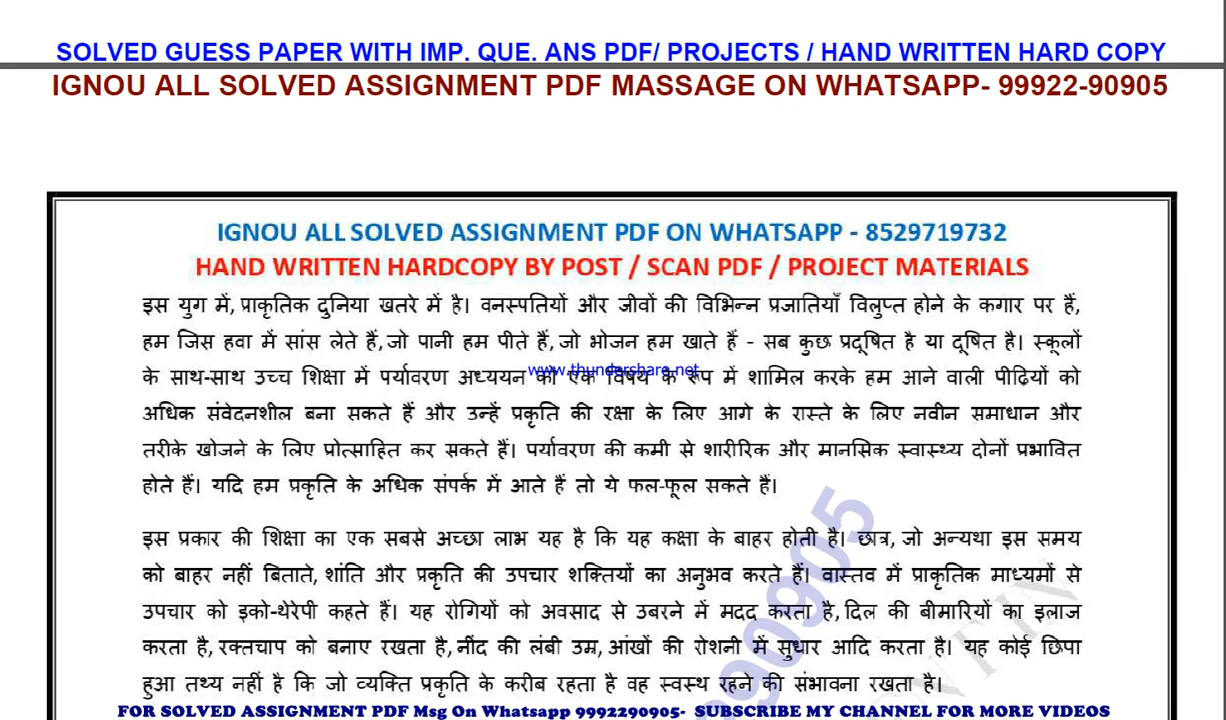 SOLVED GUESS PAPER WITH IMP. QUE. ANS PDF/ PROJECTS / HAND WRITTEN HARD COPY
IGNOU ALL SOLVED ASSIGNMENT PDF MASSAGE ON WHATSAPP- 99922-90905
IGNOU ALL SOLVED ASSIGNMENT PDF ON WHATSAPP - 8529719732
HAND WRITTEN HARDCOPY BY POST / SCAN PDF / PROJECT MATERIALS
इस युग में, प्राकृतिक दुनिया खतरे में है। वनस्पतियों और जीवों की विभिन्न प्रजातियाँ विलुप्त होने के कगार पर हैं,
हम जिस हवा में सांस लेते हैं, जो पानी हम पीते हैं, जो भोजन हम खाते हैं - सब कुछ प्रदूषित है या दूषित है। स्कूलों
के साथ-साथ उच्च शिक्षा में पर्यावरण अध्ययन को एक विषय के रूप में शामिल करके हम आने वाली पीढ़ियों को
www.thundershare.net
अधिक संवेदनशील बना सकते हैं और उन्हें प्रकृति की रक्षा के लिए आगे के रास्ते के लिए नवीन समाधान और
तरीके खोजने के लिए प्रोत्साहित कर सकते हैं। पर्यावरण की कमी से शारीरिक और मानसिक स्वास्थ्य दोनों प्रभावित
होते हैं। यदि हम प्रकृति के अधिक संपर्क में आते हैं तो ये फल-फूल सकते हैं।
इस प्रकार की शिक्षा का एक सबसे अच्छा लाभ यह है कि यह कक्षा के बाहर होती है। छात्र, जो अन्यथा इस समय
को बाहर नहीं बिताते, शांति और प्रकृति की उपचार शक्तियों का अनुभव करते हैं। वास्तव में प्राकृतिक माध्यमों से
उपचार को इको-थेरेपी कहते हैं। यह रोगियों को अवसाद से उबरने में मदद करता है, दिल की बीमारियों का इलाज
करता है, रक्तचाप को बनाए रखता है, नींद की लंबी उम्र, आंखों की रोशनी में सुधार आदि करता है। यह कोई छिपा
हुआ तथ्य नहीं है कि जो व्यक्ति प्रकृति के करीब रहता है वह स्वस्थ रहने की संभावना रखता है।
FOR SOLVED ASSIGNMENT PDF Msg On Whatsapp 9992290905- SUBSCRIBE MY CHANNEL FOR MORE VIDEOS